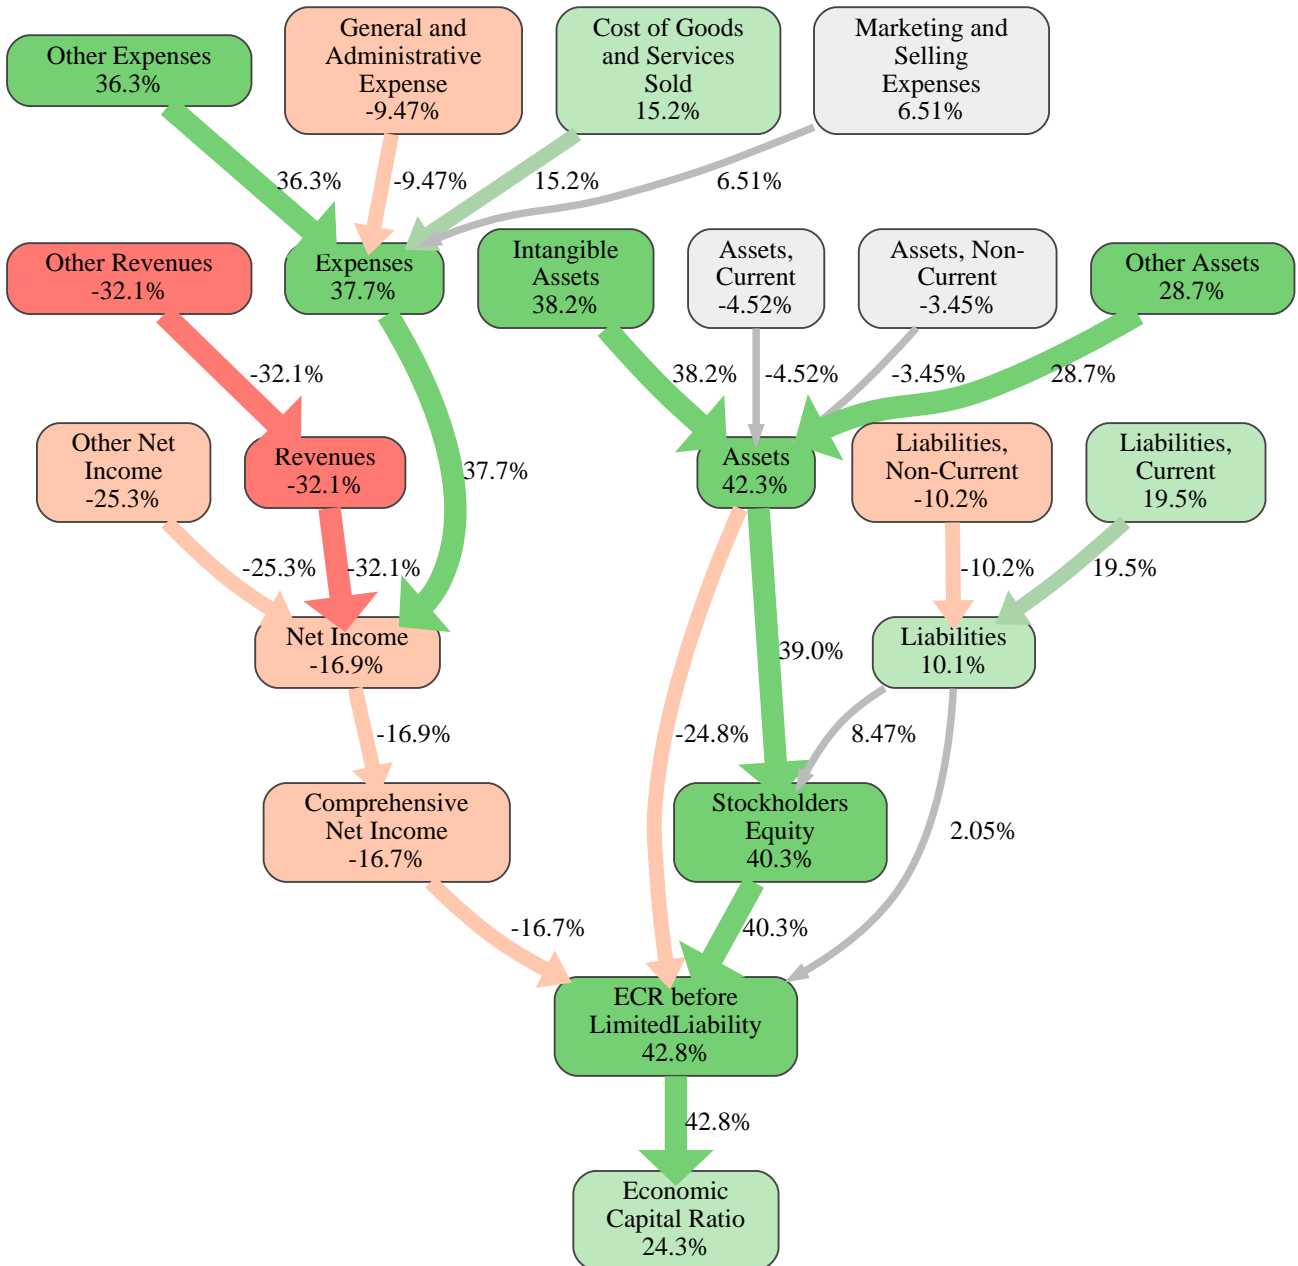 Other Expenses
36.3%
General and
Administrative
Expense
-9.47%
Cost of Goods
and Services
Sold
15.2%
Marketing and
Selling
Expenses
6.51%
36.3%
-9.47%
15.2%
6.51%
Other Revenues
-32.1%
Expenses
37.7%
Intangible
Assets
38.2%
Assets,
Current
-4.52%
Assets, Non-
Current
-3.45%
Other Assets
28.7%
-32.1%
38.2%
-4.52%
-3.45%
28.7%
Other Net
Income
-25.3%
Revenues
-32.1%
37.7%
Assets
42.3%
Liabilities,
Non-Current
-10.2%
Liabilities,
Current
19.5%
-25.3%
-32.1%
-10.2%
19.5%
Net Income
-16.9%
39.0%
Liabilities
10.1%
-16.9%
-24.8%
8.47%
Comprehensive
Net Income
-16.7%
Stockholders
Equity
40.3%
2.05%
-16.7%
40.3%
ECR before
LimitedLiability
42.8%
42.8%
Economic
Capital Ratio
24.3%